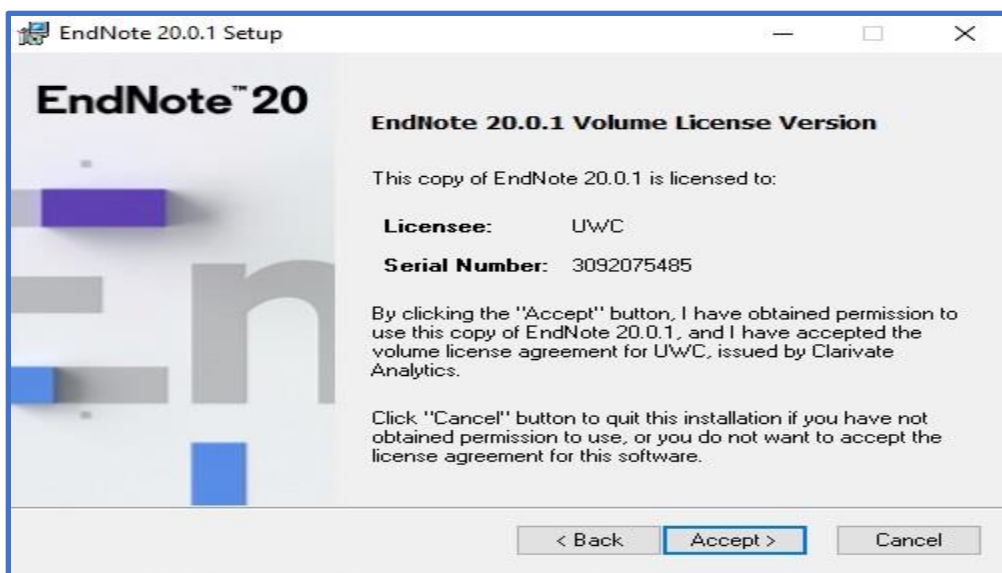 EndNote 20.0.1 Setup
EndNote™20
EndNote 20.0.1 Volume License Version
This copy of EndNote 20.0.1 is licensed to:
Licensee: UWC
Serial Number: 3092075485
By clicking the "Accept" button, I have obtained permission to
use this copy of EndNote 20.0.1, and I have accepted the
volume license agreement for UWC, issued by Clarivate
Analytics.
Click "Cancel" button to quit this installation if you have not
obtained permission to use, or you do not want to accept the
license agreement for this software.
< Back Accept > Cancel